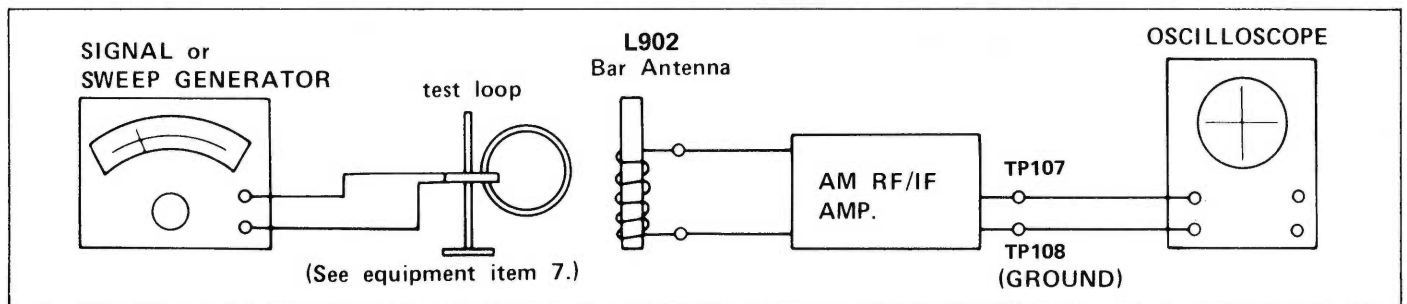 SIGNAL or
SWEEP GENERATOR
test loop
(See equipment item 7.)
L902
Bar Antenna
AM RF/IF
AMP.
TP107
TP108
(GROUND)
OSCILLOSCOPE